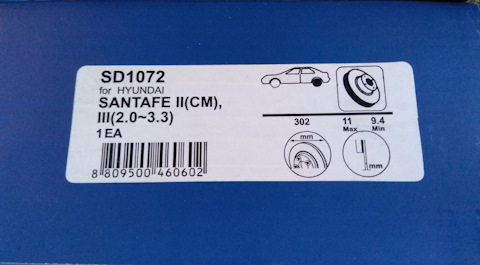 SD1072
for HYUNDAI
SANTAFE II(CM),
III(2.0~3.3)
1EA
8 809500 460602
302
11
Max
9.4
Min
mm
mm